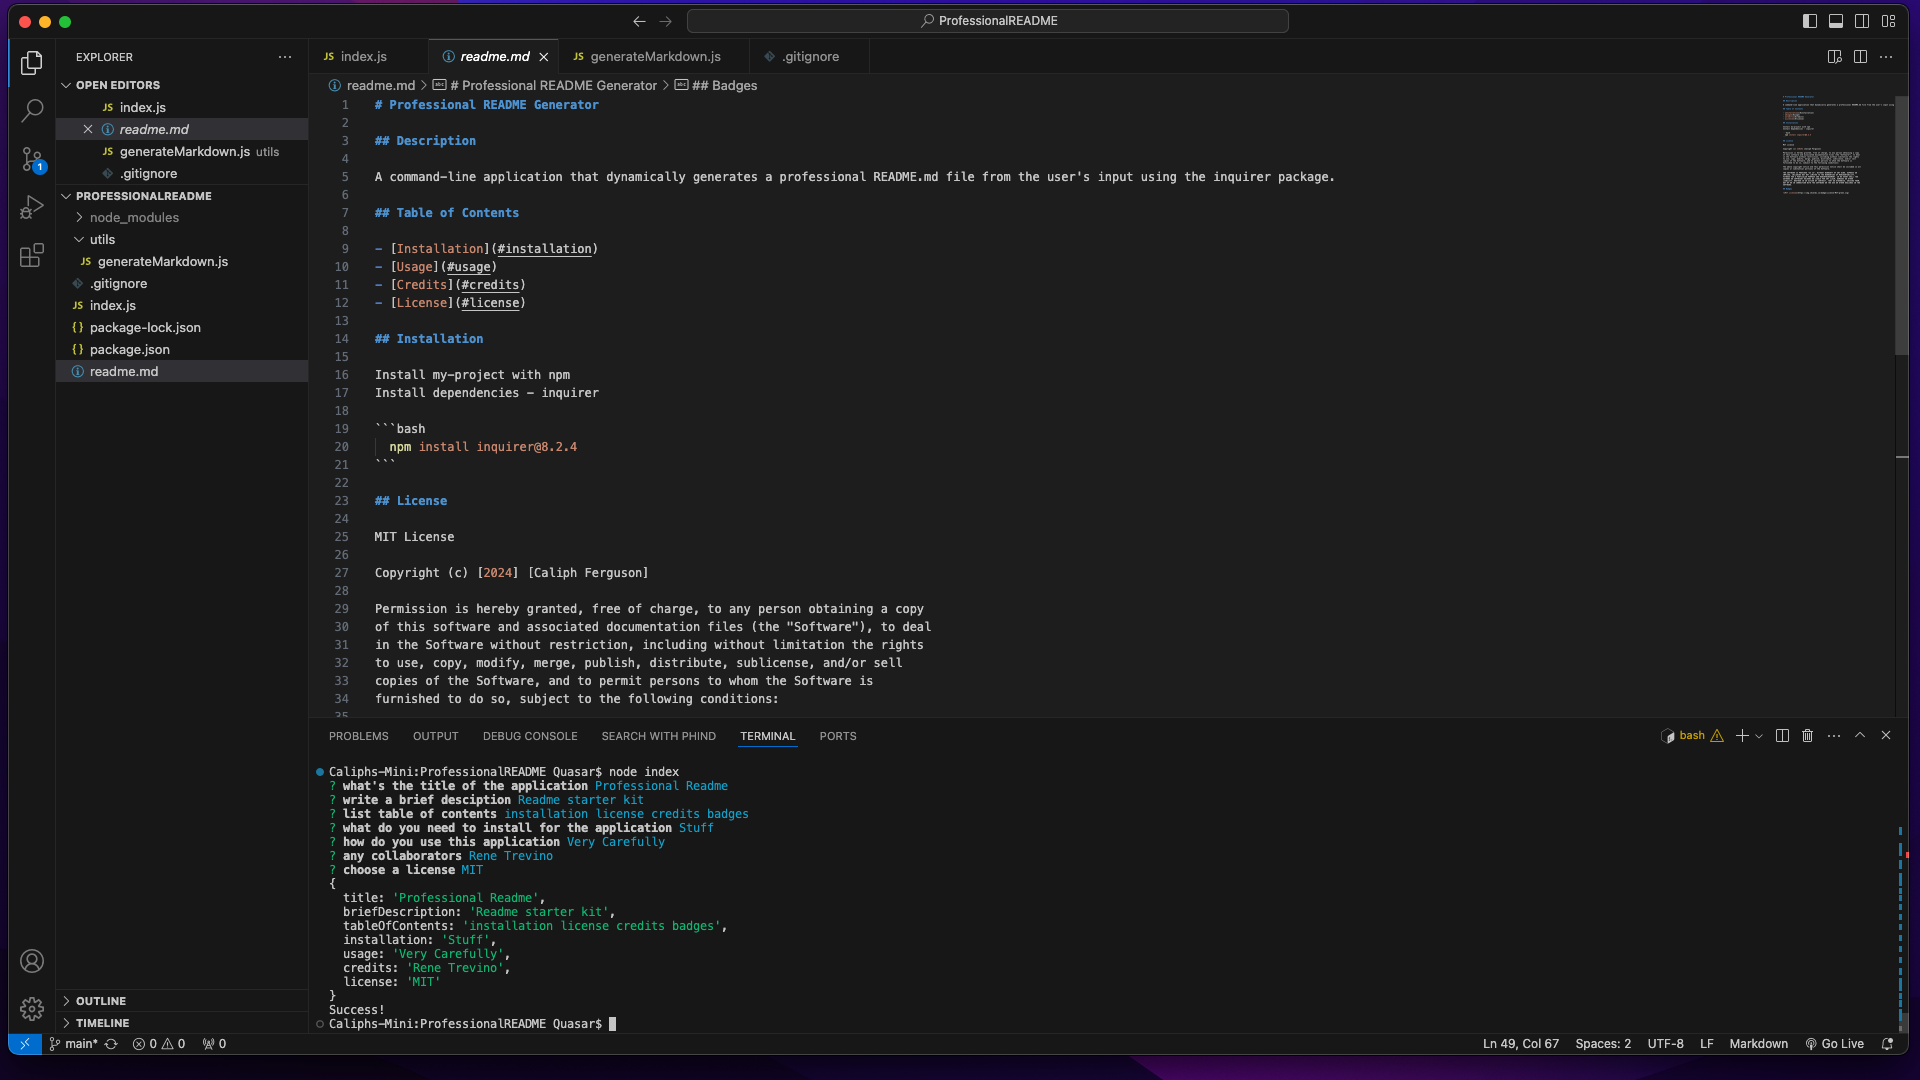 ProfessionalREADME
EXPLORER
OPEN EDITORS
JS index.js
readme.md
JS generateMarkdown.js utils
.gitignore
PROFESSIONALREADME
node_modules
utils
JS generateMarkdown.js
.gitignore
JS index.js
{} package-lock.json
{} package.json
readme.md
OUTLINE
TIMELINE
1
JS index.js
readme.md
JS generateMarkdown.js
.gitignore
readme.md > # Professional README Generator > ## Badges
1 # Professional README Generator
2
3 ## Description
4
5 A command-line application that dynamically generates a professional README.md file from the user's input using the inquirer package.
6
7 ## Table of Contents
8
9 - [Installation](#installation)
10 - [Usage](#usage)
11 - [Credits](#credits)
12 - [License](#license)
13
14 ## Installation
15
16 Install my-project with npm
17 Install dependencies - inquirer
18
19 ```bash
20 npm install inquirer@8.2.4
21 ```
22
23 ## License
24
25 MIT License
26
27 Copyright (c) [2024] [Caliph Ferguson]
28
29 Permission is hereby granted, free of charge, to any person obtaining a copy
30 of this software and associated documentation files (the "Software"), to deal
31 in the Software without restriction, including without limitation the rights
32 to use, copy, modify, merge, publish, distribute, sublicense, and/or sell
33 copies of the Software, and to permit persons to whom the Software is
34 furnished to do so, subject to the following conditions:
35
PROBLEMS OUTPUT DEBUG CONSOLE SEARCH WITH PHIND TERMINAL PORTS
bash
Caliphs-Mini:ProfessionalREADME Quasar$ node index
? what's the title of the application Professional Readme
? write a brief desciption Readme starter kit
? list table of contents installation license credits badges
? what do you need to install for the application Stuff
? how do you use this application Very Carefully
? any collaborators Rene Trevino
? choose a license MIT
{
title: 'Professional Readme',
briefDescription: 'Readme starter kit',
tableOfContents: 'installation license credits badges',
installation: 'Stuff',
usage: 'Very Carefully',
credits: 'Rene Trevino',
license: 'MIT'
}
Success!
Caliphs-Mini:ProfessionalREADME Quasar$
main* 0 0 0
Ln 49, Col 67 Spaces: 2 UTF-8 LF Markdown Go Live